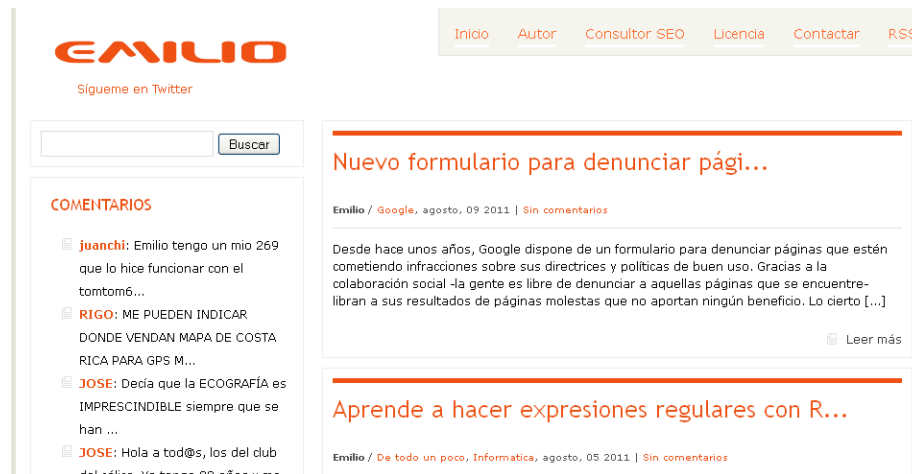 EMILIO
Sígueme en Twitter
Inicio Autor Consultor SEO Licencia Contactar RSS
Buscar
COMENTARIOS
juanchi: Emilio tengo un mio 269
que lo hice funcionar con el
tomtom6...
RIGO: ME PUEDEN INDICAR
DONDE VENDAN MAPA DE COSTA
RICA PARA GPS M...
JOSE: Decía que la ECOGRAFÍA es
IMPRESCINDIBLE siempre que se
han ...
JOSE: Hola a tod@s, los del club
Nuevo formulario para denunciar pági...
Emilio / Google, agosto, 09 2011 | Sin comentarios
Desde hace unos años, Google dispone de un formulario para denunciar páginas que estén
cometiendo infracciones sobre sus directrices y políticas de buen uso. Gracias a la
colaboración social -la gente es libre de denunciar a aquellas páginas que se encuentre-
libran a sus resultados de páginas molestas que no aportan ningún beneficio. Lo cierto [...]
Leer más
Aprende a hacer expresiones regulares con R...
Emilio / De todo un poco, Informatica, agosto, 05 2011 | Sin comentarios